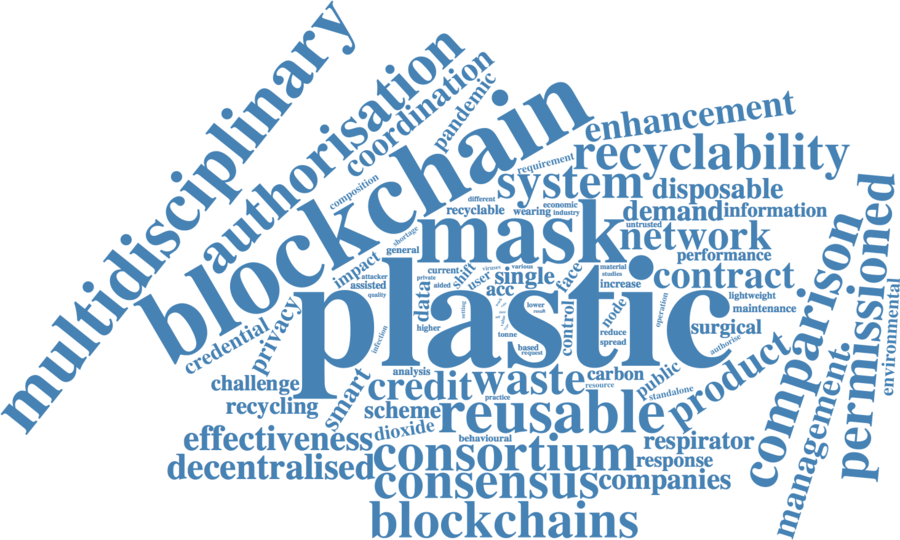 multidisciplinary
authorisation
coordination
pandemic
blockchain
enhancement
requirement
recyclability
composition
system
disposable
different
economic
recyclable
wearing
industry
demand
information
untrusted
shortage
general
mask
network
performance
impact
attacker
assisted
quality
current
private
aided
shift
viruses
various
user
single
acc
face
material
studies
increase
contract
comparison
permissioned
environmental
plastic
data
higher
lower
result
control
node
reduce
spread
operation
lightweight
maintenance
surgical
authorise
tonne
based
request
credential
privacy
infection
smart
challenge
recycling
analysis
credit
waste
practice
carbon
resource
public
standalone
product
management.
scheme
dioxide
reusable
behavioural
effectiveness
decentralised
consortium
respirator
response
consensus
companies
blockchains